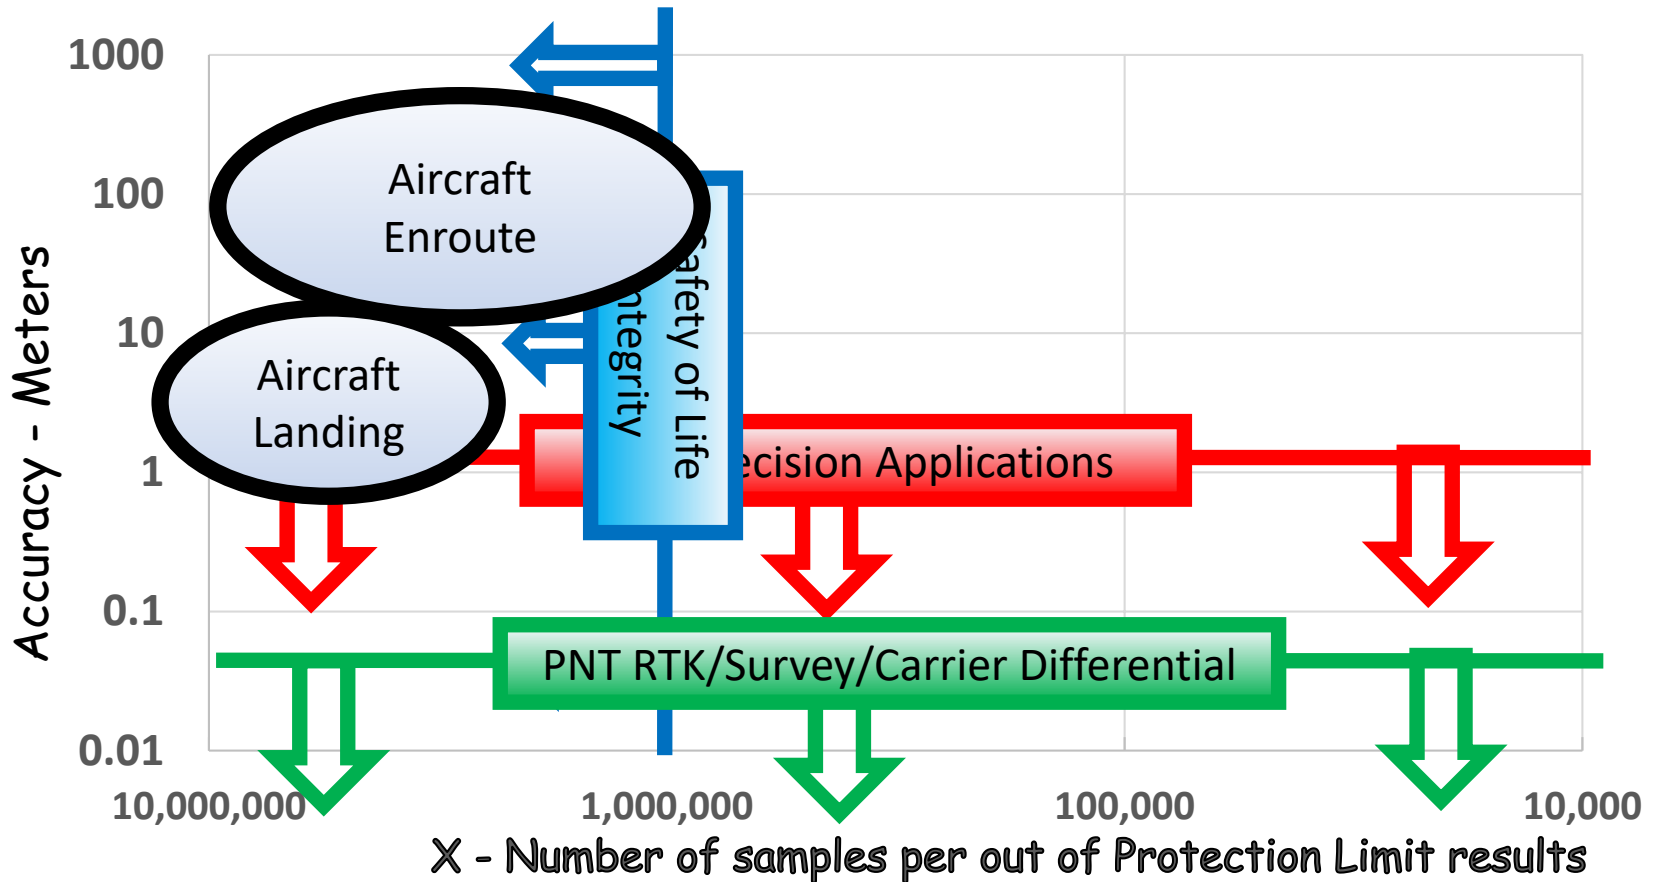 1000
100
10
1
0.1
0.01
Accuracy - Meters
Aircraft
Enroute
Aircraft
Landing
Safety of Life
ntegrity
ecision Applications
PNT RTK/Survey/Carrier Differential
10,000,000
1,000,000
100,000
10,000
X - Number of samples per out of Protection Limit results